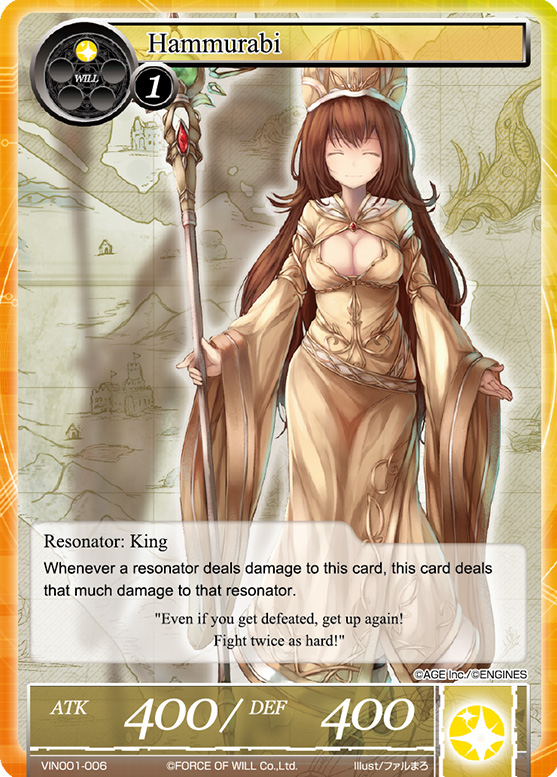 Hammurabi
WILL
1
Resonator: King
Whenever a resonator deals damage to this card, this card deals
that much damage to that resonator.
"Even if you get defeated, get up again!
Fight twice as hard!"
©AGE Inc./©ENGINES
ATK 400 / DEF 400
VIN001-006 ©FORCE OF WILL Co.,Ltd. Illust/ファルまろ